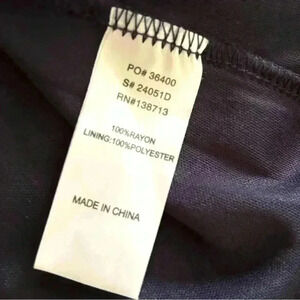 PO# 36400
S# 24051D
RN#138713
100%RAYON
LINING:100%POLYESTER
MADE IN CHINA